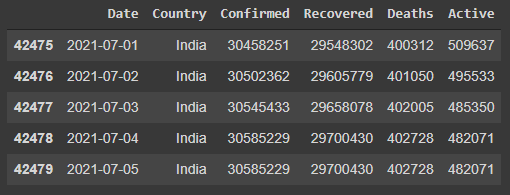 Date Country Confirmed Recovered Deaths Active
42475 2021-07-01 India 30458251 29548302 400312 509637
42476 2021-07-02 India 30502362 29605779 401050 495533
42477 2021-07-03 India 30545433 29658078 402005 485350
42478 2021-07-04 India 30585229 29700430 402728 482071
42479 2021-07-05 India 30585229 29700430 402728 482071